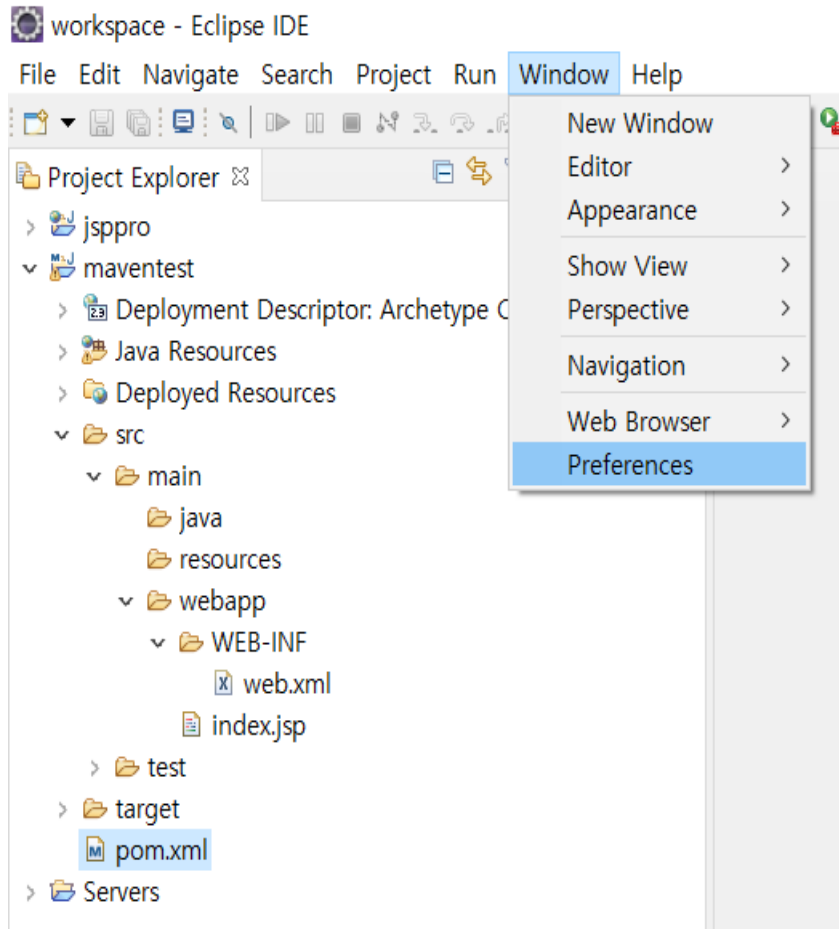 workspace - Eclipse IDE
File Edit Navigate Search Project Run Window Help
New Window
Editor
Appearance
Show View
Perspective
Navigation
Web Browser
Preferences
Project Explorer
jsppro
maventest
Deployment Descriptor: Archetype C
Java Resources
Deployed Resources
src
main
java
resources
webapp
WEB-INF
web.xml
index.jsp
test
target
pom.xml
Servers